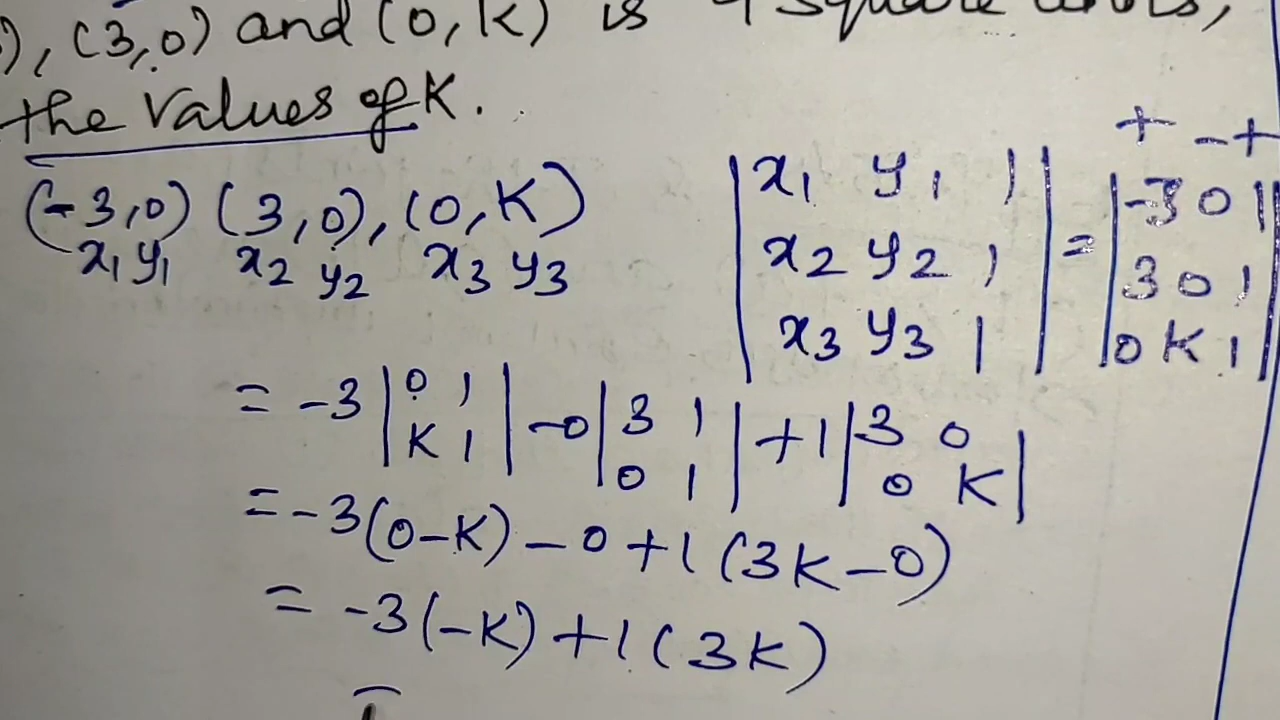 ), (3,0) and (0, K) is 4 square units,
the values of K.
(-3,0) (3,0), (0, K)
x1 y1 x2 y2 x3 y3
|x1 y1 1|
|x2 y2 1|
|x3 y3 1|
=
+ - +
|-3 0 1|
|3 0 1|
|0 K 1|
= -3 |0 1| -0 |3 1| +1 |3 0|
|K 1| |0 1| |0 K|
= -3(0-K) - 0 + 1 (3K-0)
= -3(-K) + 1 (3K)